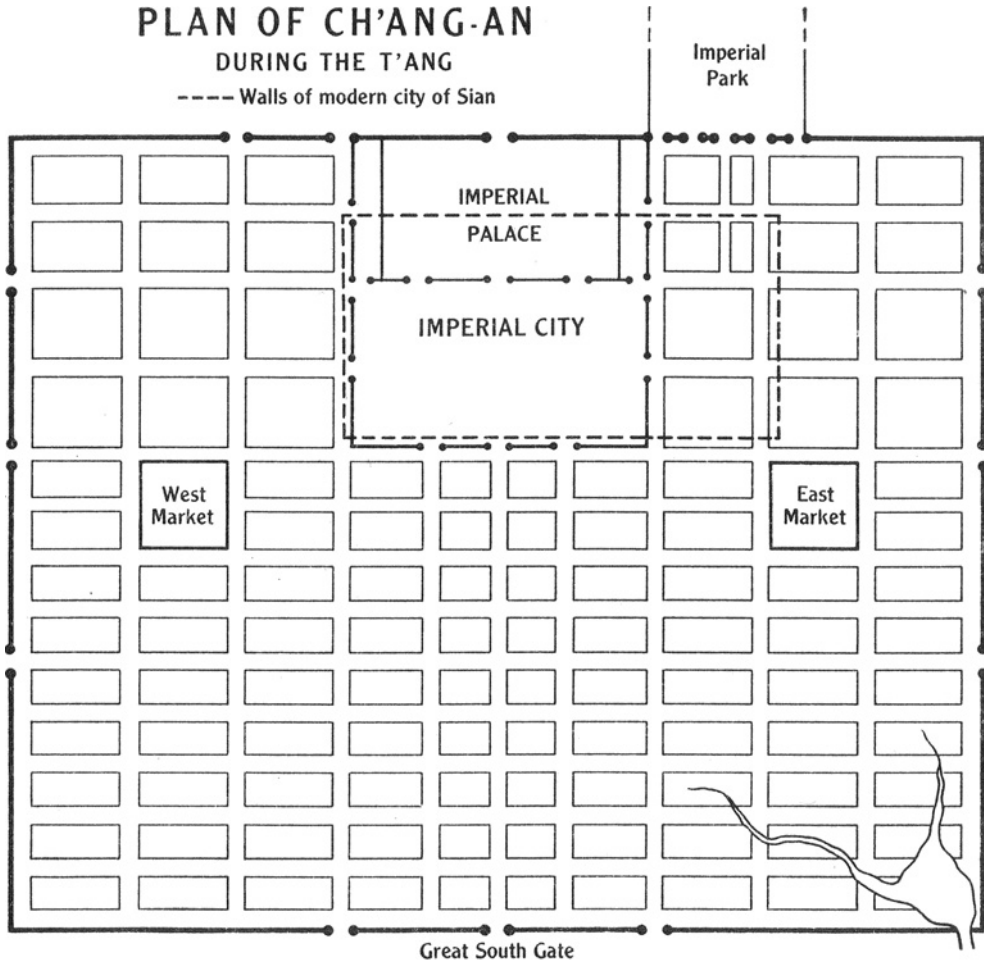 PLAN OF CH'ANG-AN
DURING THE T'ANG
---- Walls of modern city of Sian
Imperial
Park
IMPERIAL
PALACE
IMPERIAL CITY
West
Market
East
Market
Great South Gate